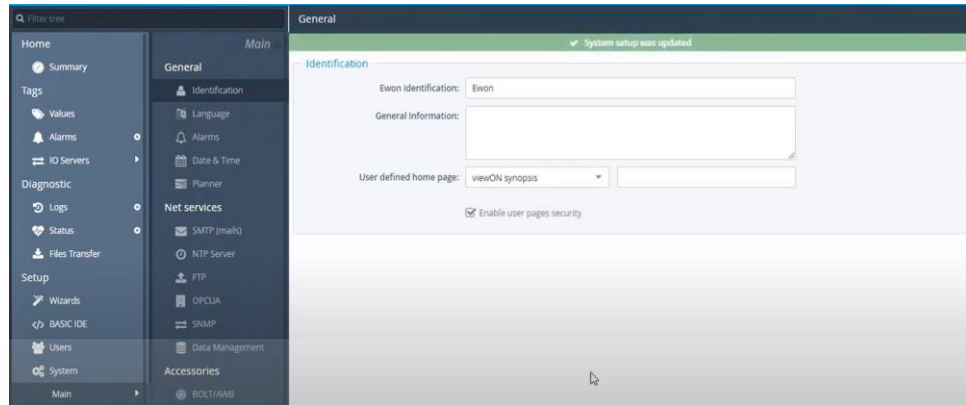 Filter tree
Home
Summary
Tags
Values
Alarms
IO Servers
Diagnostic
Logs
Status
Files Transfer
Setup
Wizards
</> BASIC IDE
Users
System
Main
Main
General
Identification
Language
Alarms
Date & Time
Planner
Net services
SMTP (mails)
NTP Server
FTP
OPCUA
SNMP
Data Management
Accessories
BOLT/AWB
General
System setup was updated
Identification
Ewon Identification: Ewon
General Information:
User defined home page: viewON synopsis
Enable user pages security